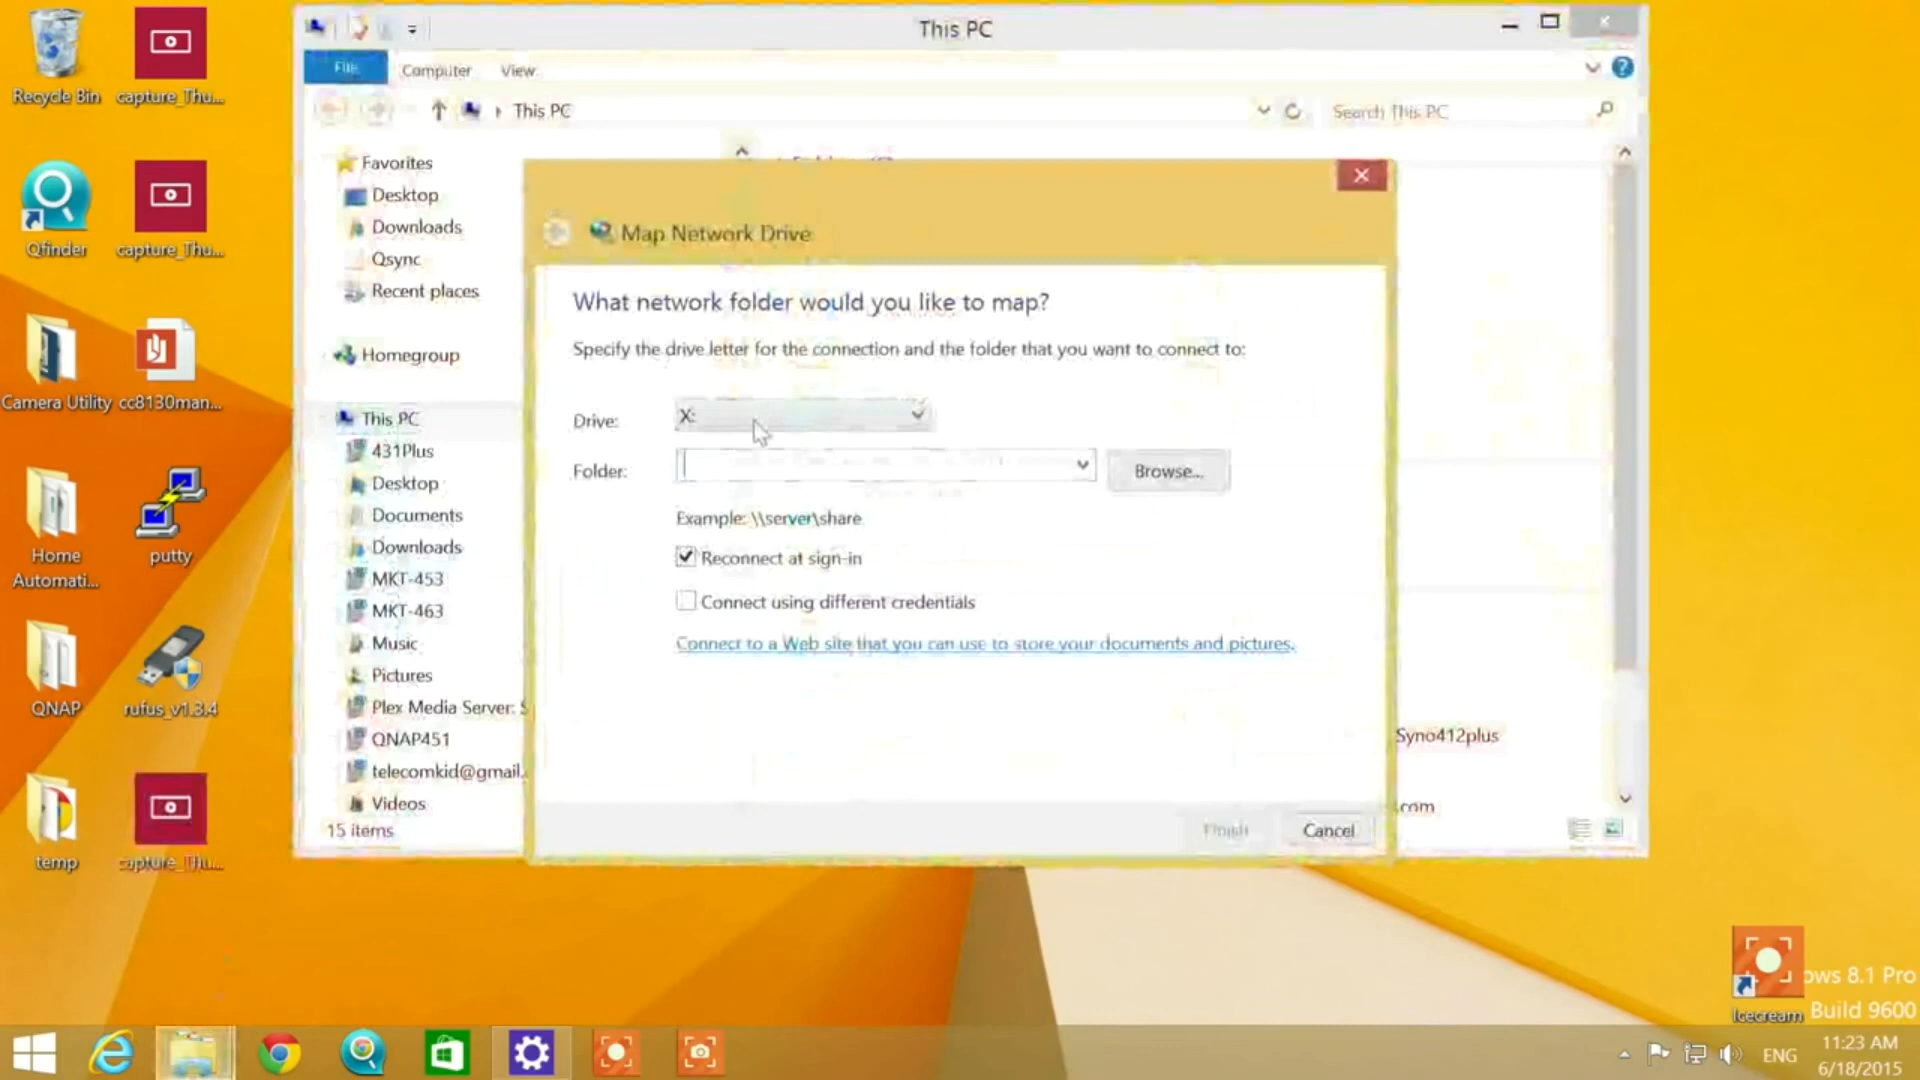 This PC
File
Computer
View
This PC
Search This PC
Recycle Bin
capture_Thu...
Qfinder
capture_Thu...
Camera Utility
cc8130man...
Home
Automati...
putty
QNAP
rufus_v1.3.4
temp
capture_Thu...
Favorites
Desktop
Downloads
Qsync
Recent places
Homegroup
This PC
431Plus
Desktop
Documents
Downloads
MKT-453
MKT-463
Music
Pictures
Plex Media Server: S
QNAP451
telecomkid@gmail.
Videos
15 items
Map Network Drive
What network folder would you like to map?
Specify the drive letter for the connection and the folder that you want to connect to:
Drive:
X:
Folder:
Browse...
Example: \\server\share
Reconnect at sign-in
Connect using different credentials
Connect to a Web site that you can use to store your documents and pictures.
Finish
Cancel
Syno412plus
.com
Icecream
ows 8.1 Pro
Build 9600
ENG
11:23 AM
6/18/2015